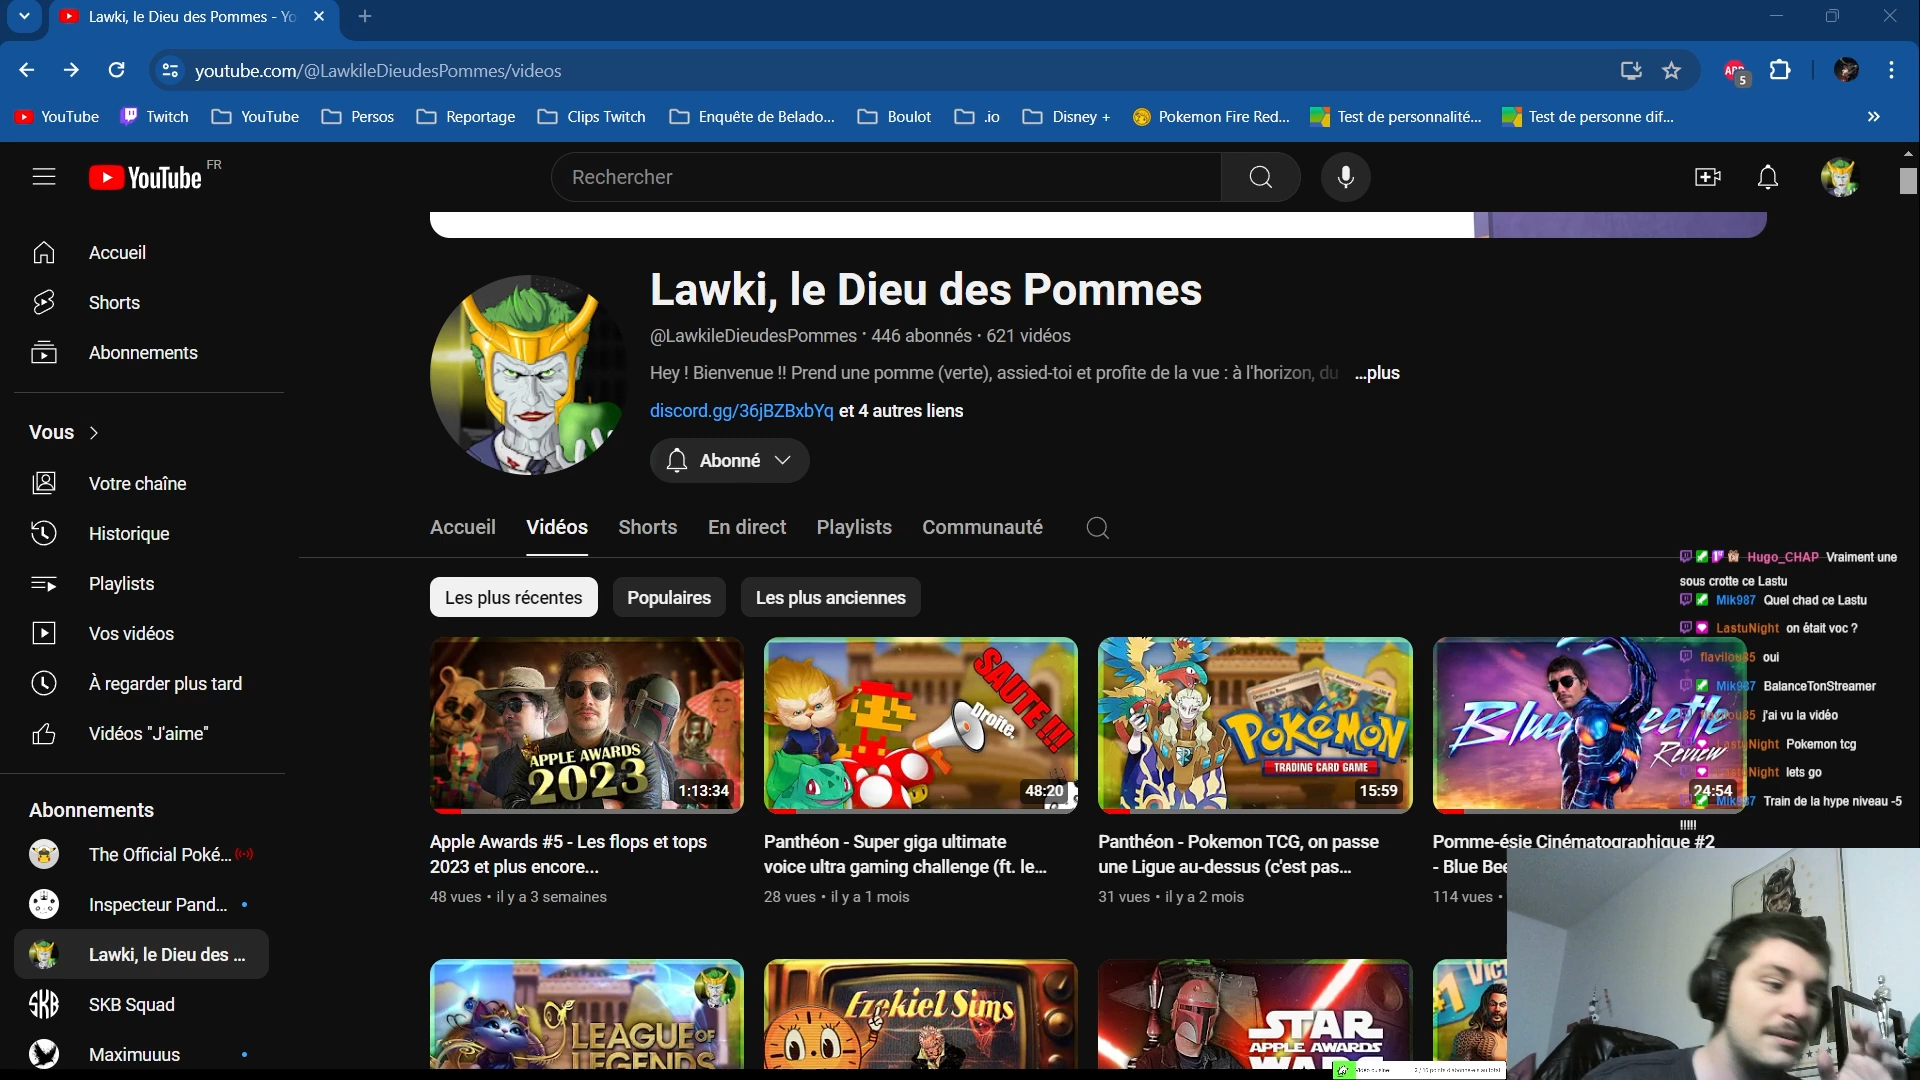 Lawki, le Dieu des Pommes - Yo
youtube.com/@LawkileDieudesPommes/videos
ABP
5
YouTube
Twitch
YouTube
Persos
Reportage
Clips Twitch
Enquête de Belado...
Boulot
.io
Disney +
Pokemon Fire Red...
Test de personnalité...
Test de personne dif...
YouTube FR
Rechercher
Accueil
Shorts
Abonnements
Vous
Votre chaîne
Historique
Playlists
Vos vidéos
À regarder plus tard
Vidéos "J'aime"
Abonnements
The Official Poké...
Inspecteur Pand...
Lawki, le Dieu des ...
SKB
SKB Squad
Maximuuus
Lawki, le Dieu des Pommes
@LawkileDieudesPommes · 446 abonnés · 621 vidéos
Hey ! Bienvenue !! Prend une pomme (verte), assied-toi et profite de la vue : à l'horizon, du ...plus
discord.gg/36jBZBxbYq et 4 autres liens
Abonné
Accueil
Vidéos
Shorts
En direct
Playlists
Communauté
Les plus récentes
Populaires
Les plus anciennes
APPLE AWARDS
2023
1:13:34
Apple Awards #5 - Les flops et tops
2023 et plus encore...
48 vues • il y a 3 semaines
SAUTE !!!
Droite.
48:20
Panthéon - Super giga ultimate
voice ultra gaming challenge (ft. le...
28 vues • il y a 1 mois
POKÉMON
TRADING CARD GAME
15:59
Panthéon - Pokemon TCG, on passe
une Ligue au-dessus (c'est pas...
31 vues • il y a 2 mois
Blue Beetle
Review
24:54
Pomme-ésie Cinématographique #2
- Blue Bee
114 vues •
LEAGUE OF
LEGENDS
Ezekiel Sims
STAR
APPLE AWARDS
WARS
#1 VICT
Hugo_CHAP Vraiment une
sous crotte ce Lastu
Mik987 Quel chad ce Lastu
LastuNight on était voc ?
flavilou85 oui
Mik987 BalanceTonStreamer
flavilou85 j'ai vu la vidéo
LastuNight Pokemon tcg
LastuNight lets go
Mik987 Train de la hype niveau -5
!!!!!